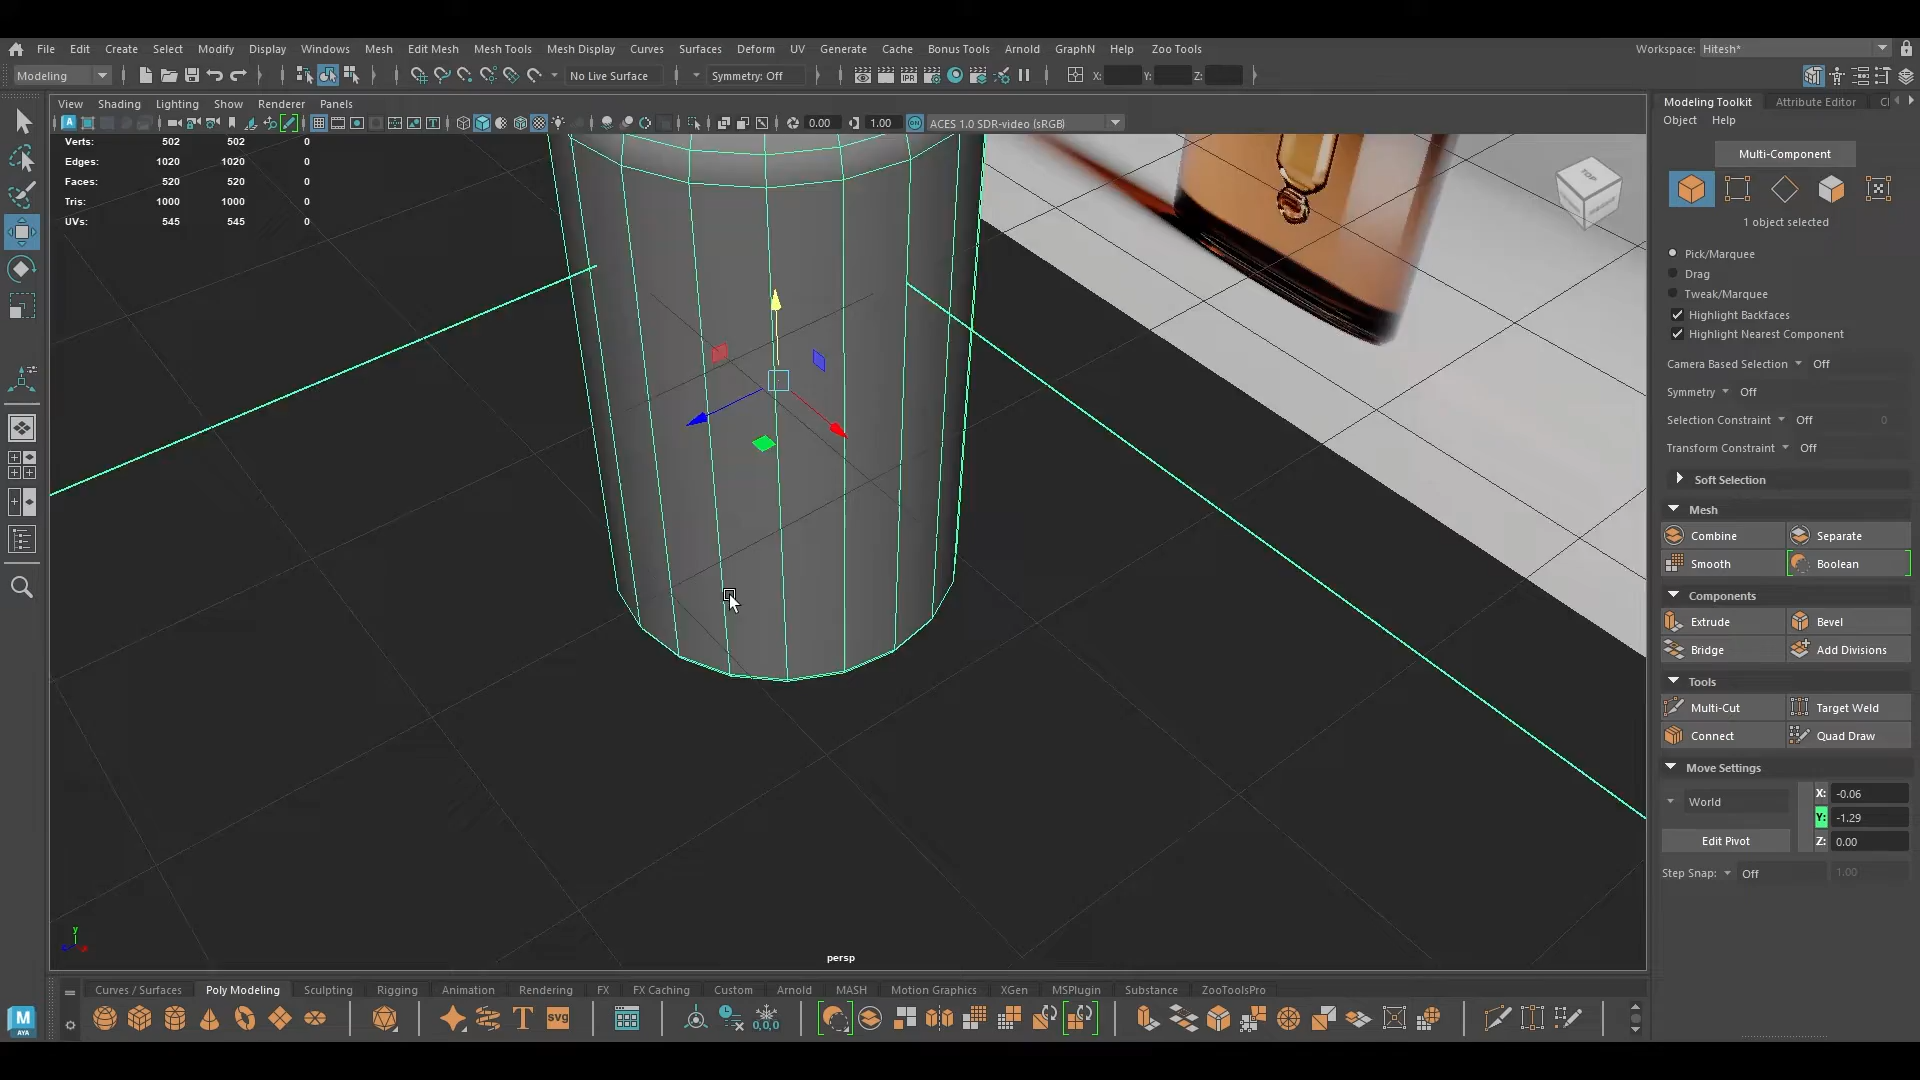 File Edit Create Select Modify Display Windows Mesh Edit Mesh Mesh Tools Mesh Display Curves Surfaces Deform UV Generate Cache Bonus Tools Arnold GraphN Help Zoo Tools Workspace: Hitesh*
Modeling No Live Surface Symmetry: Off X: Y: Z:
View Shading Lighting Show Renderer Panels
0.00 1.00 ACES 1.0 SDR-video (sRGB)
Verts: 502 502 0
Edges: 1020 1020 0
Faces: 520 520 0
Tris: 1000 1000 0
UVs: 545 545 0
TOP
persp
y
Modeling Toolkit Attribute Editor
Object Help
Multi-Component
1 object selected
Pick/Marquee
Drag
Tweak/Marquee
Highlight Backfaces
Highlight Nearest Component
Camera Based Selection Off
Symmetry Off
Selection Constraint Off 0
Transform Constraint Off
Soft Selection
Mesh
Combine Separate
Smooth Boolean
Components
Extrude Bevel
Bridge Add Divisions
Tools
Multi-Cut Target Weld
Connect Quad Draw
Move Settings
World
X: -0.06
Y: -1.29
Edit Pivot
Z: 0.00
Step Snap: Off 1.00
Curves / Surfaces Poly Modeling Sculpting Rigging Animation Rendering FX FX Caching Custom Arnold MASH Motion Graphics XGen MSPlugin Substance ZooToolsPro
M
AYA
T
svg
0,0,0